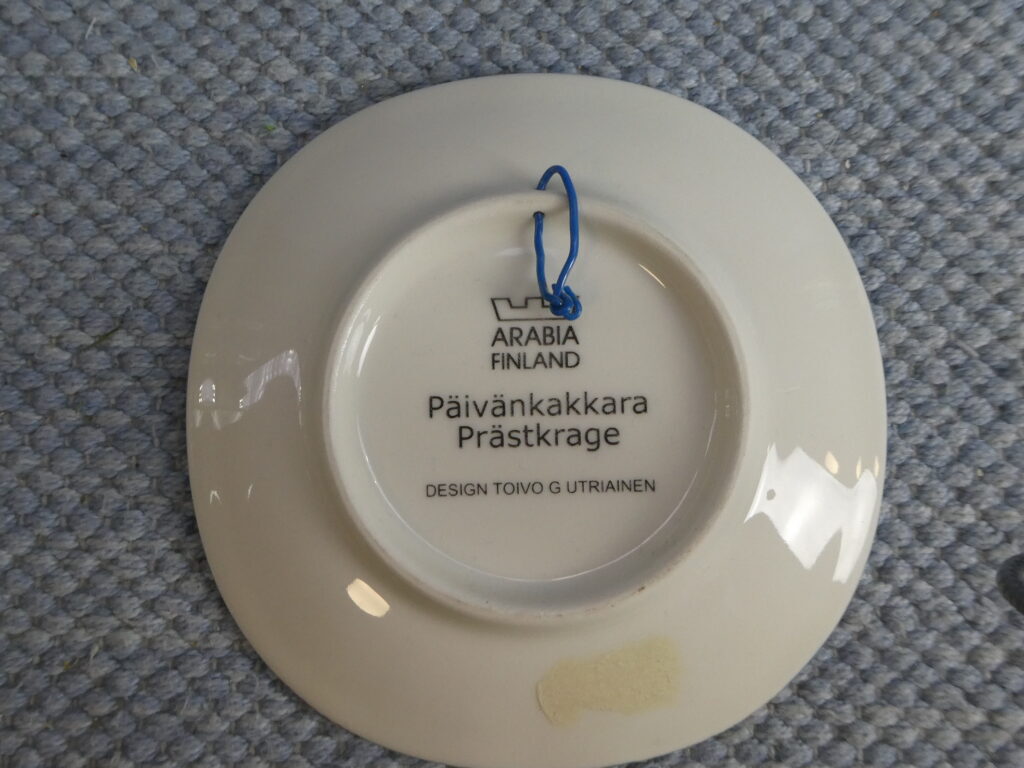 ARABIA
FINLAND
Päivänkakkara
Prästkrage
DESIGN TOIVO G UTRIAINEN